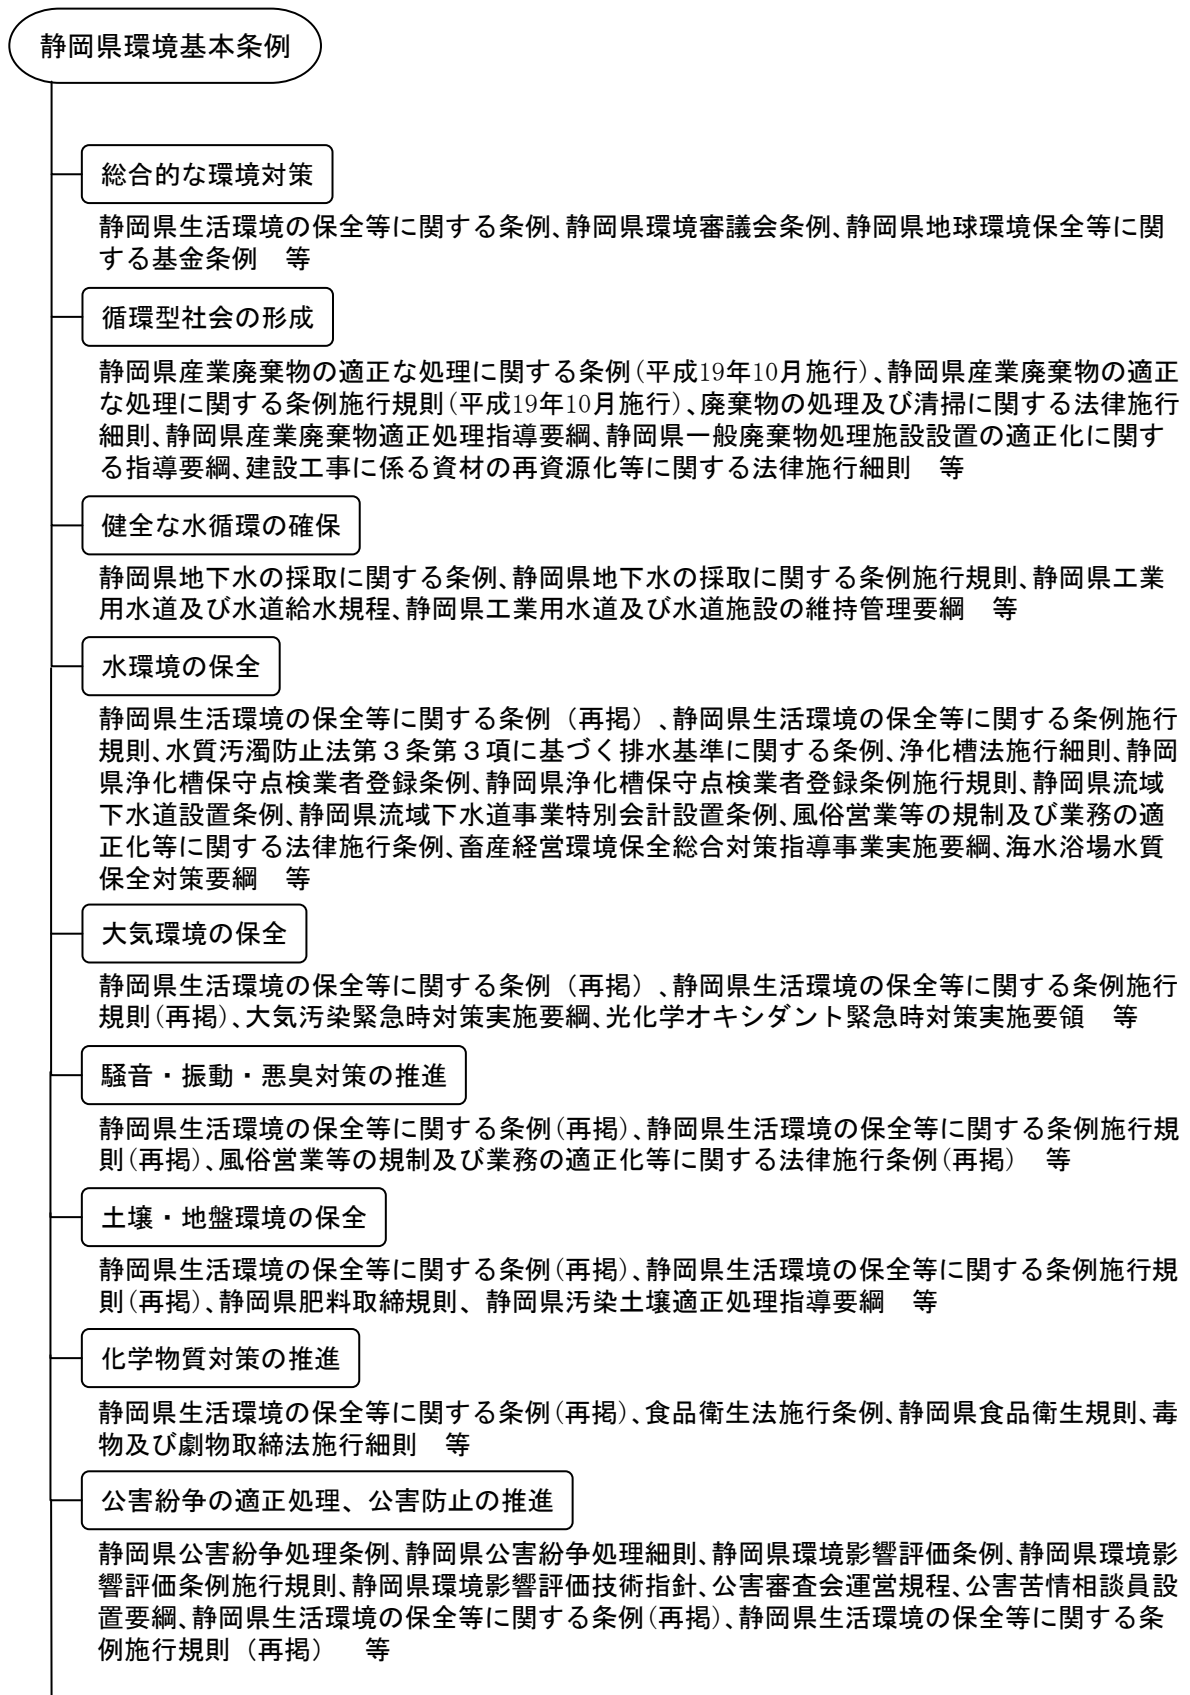 静岡県環境基本条例
総合的な環境対策
静岡県生活環境の保全等に関する条例、静岡県環境審議会条例、静岡県地球環境保全等に関
する基金条例　等
循環型社会の形成
静岡県産業廃棄物の適正な処理に関する条例(平成19年10月施行)、静岡県産業廃棄物の適正
な処理に関する条例施行規則(平成19年10月施行)、廃棄物の処理及び清掃に関する法律施行
細則、静岡県産業廃棄物適正処理指導要綱、静岡県一般廃棄物処理施設設置の適正化に関す
る指導要綱、建設工事に係る資材の再資源化等に関する法律施行細則　等
健全な水循環の確保
静岡県地下水の採取に関する条例、静岡県地下水の採取に関する条例施行規則、静岡県工業
用水道及び水道給水規程、静岡県工業用水道及び水道施設の維持管理要綱　等
水環境の保全
静岡県生活環境の保全等に関する条例（再掲）、静岡県生活環境の保全等に関する条例施行
規則、水質汚濁防止法第３条第３項に基づく排水基準に関する条例、浄化槽法施行細則、静岡
県浄化槽保守点検業者登録条例、静岡県浄化槽保守点検業者登録条例施行規則、静岡県流域
下水道設置条例、静岡県流域下水道事業特別会計設置条例、風俗営業等の規制及び業務の適
正化等に関する法律施行条例、畜産経営環境保全総合対策指導事業実施要綱、海水浴場水質
保全対策要綱　等
大気環境の保全
静岡県生活環境の保全等に関する条例（再掲）、静岡県生活環境の保全等に関する条例施行
規則(再掲)、大気汚染緊急時対策実施要綱、光化学オキシダント緊急時対策実施要領　等
騒音・振動・悪臭対策の推進
静岡県生活環境の保全等に関する条例(再掲)、静岡県生活環境の保全等に関する条例施行規
則(再掲)、風俗営業等の規制及び業務の適正化等に関する法律施行条例(再掲)　等
土壌・地盤環境の保全
静岡県生活環境の保全等に関する条例(再掲)、静岡県生活環境の保全等に関する条例施行規
則(再掲)、静岡県肥料取締規則、静岡県汚染土壌適正処理指導要綱　等
化学物質対策の推進
静岡県生活環境の保全等に関する条例(再掲)、食品衛生法施行条例、静岡県食品衛生規則、毒
物及び劇物取締法施行細則　等
公害紛争の適正処理、公害防止の推進
静岡県公害紛争処理条例、静岡県公害紛争処理細則、静岡県環境影響評価条例、静岡県環境影
響評価条例施行規則、静岡県環境影響評価技術指針、公害審査会運営規程、公害苦情相談員設
置要綱、静岡県生活環境の保全等に関する条例(再掲)、静岡県生活環境の保全等に関する条
例施行規則（再掲）　等